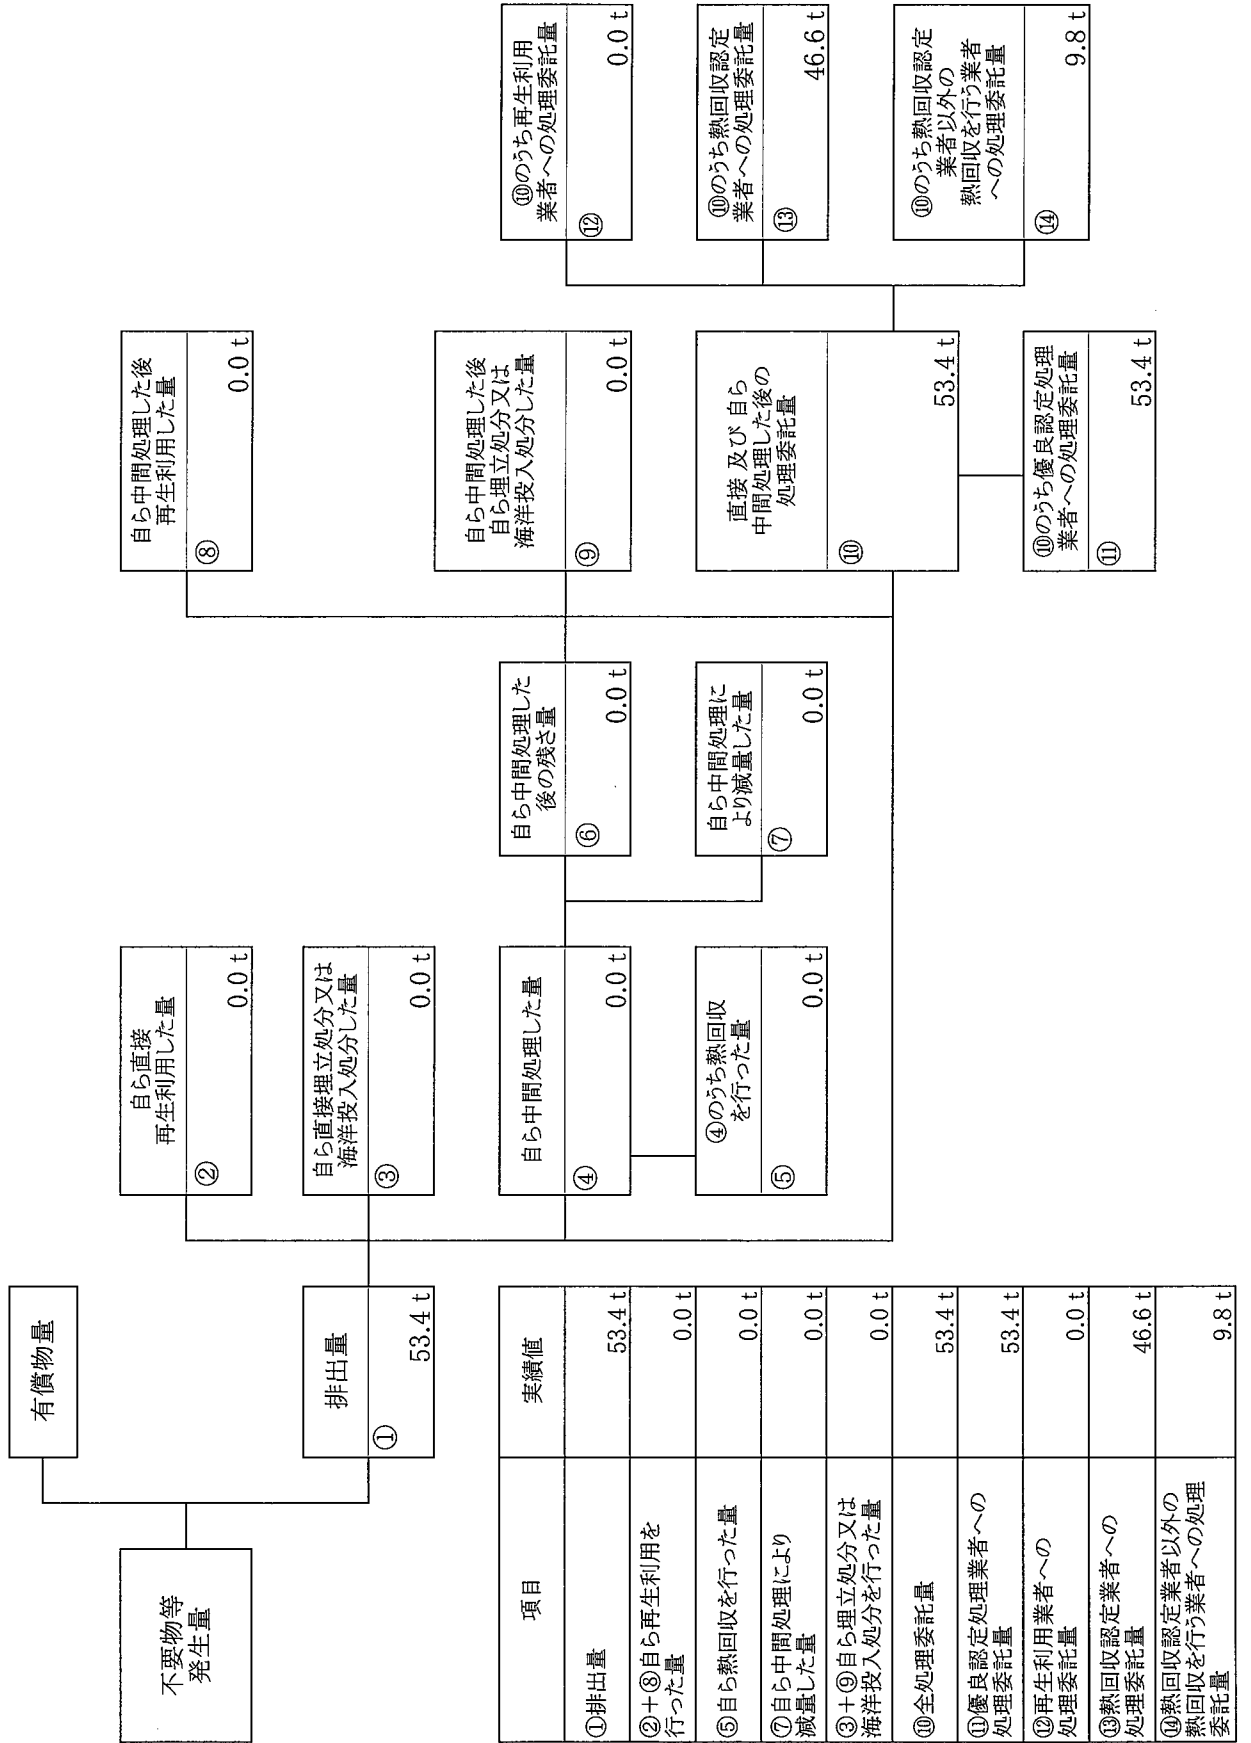 不要物等
発生量
有償物量
排出量
①
53.4 t
自ら直接
再生利用した量
②
0.0 t
自ら直接埋立処分又は
海洋投入処分した量
③
0.0 t
自ら中間処理した量
④
0.0 t
④のうち熱回収
を行った量
⑤
0.0 t
自ら中間処理した
後の残さ量
⑥
0.0 t
自ら中間処理に
より減量した量
⑦
0.0 t
自ら中間処理した後
再生利用した量
⑧
0.0 t
自ら中間処理した後
自ら埋立処分又は
海洋投入処分した量
⑨
0.0 t
直接 及び 自ら
中間処理した後の
処理委託量
⑩
53.4 t
⑩のうち優良認定処理
業者への処理委託量
⑪
53.4 t
⑩のうち再生利用
業者への処理委託量
⑫
0.0 t
⑩のうち熱回収認定
業者への処理委託量
⑬
46.6 t
⑩のうち熱回収認定
業者以外の
熱回収を行う業者
への処理委託量
⑭
9.8 t
項目 実績値
①排出量 53.4 t
②＋⑧自ら再生利用を
行った量 0.0 t
⑤自ら熱回収を行った量 0.0 t
⑦自ら中間処理により
減量した量 0.0 t
③＋⑨自ら埋立処分又は
海洋投入処分を行った量 0.0 t
⑩全処理委託量 53.4 t
⑪優良認定処理業者への
処理委託量 53.4 t
⑫再生利用業者への
処理委託量 0.0 t
⑬熱回収認定業者への
処理委託量 46.6 t
⑭熱回収認定業者以外の
熱回収を行う業者への処理
委託量 9.8 t